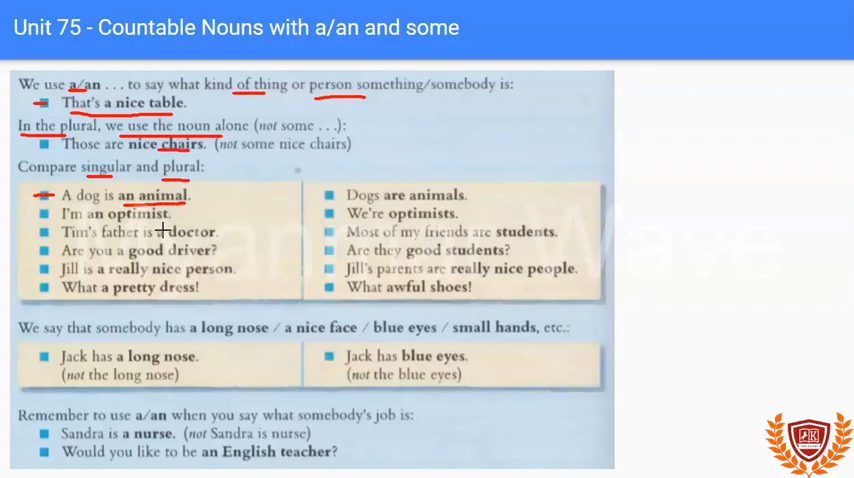 Unit 75 - Countable Nouns with a/an and some
We use a/an . . . to say what kind of thing or person something/somebody is:
That's a nice table.
In the plural, we use the noun alone (not some . . .):
Those are nice chairs. (not some nice chairs)
Compare singular and plural:
A dog is an animal.
I'm an optimist.
Tim's father is a doctor.
Are you a good driver?
Jill is a really nice person.
What a pretty dress!
Dogs are animals.
We're optimists.
Most of my friends are students.
Are they good students?
Jill's parents are really nice people.
What awful shoes!
We say that somebody has a long nose / a nice face / blue eyes / small hands, etc.:
Jack has a long nose.
(not the long nose)
Jack has blue eyes.
(not the blue eyes)
Remember to use a/an when you say what somebody's job is:
Sandra is a nurse. (not Sandra is nurse)
Would you like to be an English teacher?